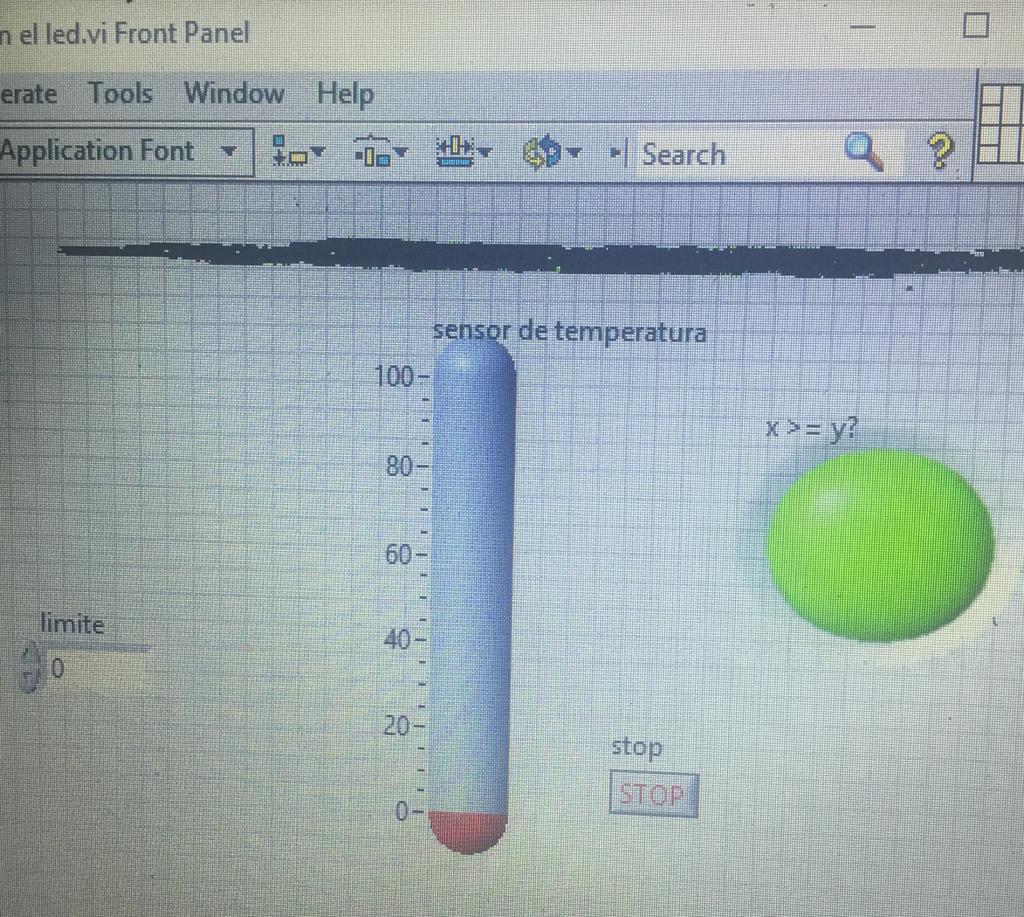 n el led.vi Front Panel
erate Tools Window Help
Application Font Search
sensor de temperatura
100
80
60
40
20
0
x >= y?
limite
0
stop
STOP